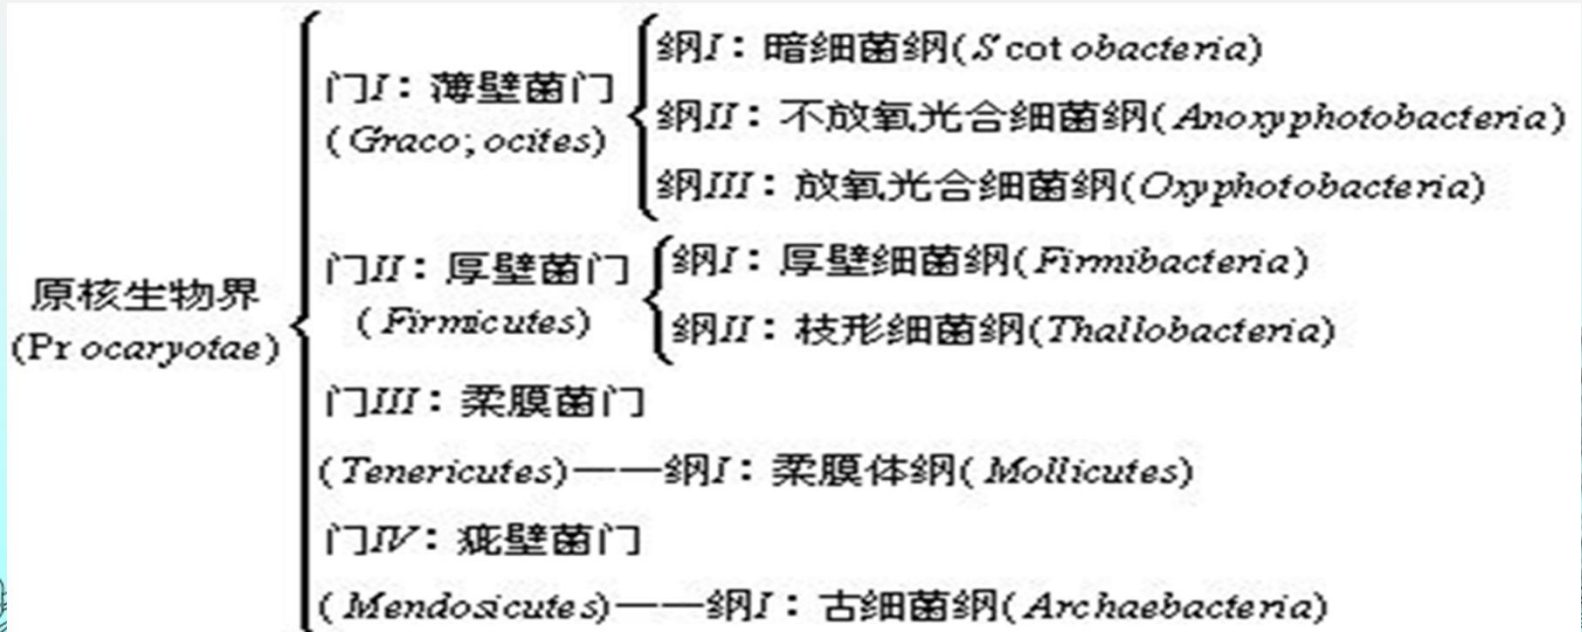 原核生物界
(Procaryotae)
门I：薄壁菌门
(Graco;ocites)
纲I：暗细菌纲(Scotobacteria)
纲II：不放氧光合细菌纲(Anoxyphotobacteria)
纲III：放氧光合细菌纲(Oxyphotobacteria)
门II：厚壁菌门
(Firmicutes)
纲I：厚壁细菌纲(Firmibacteria)
纲II：枝形细菌纲(Thallobacteria)
门III：柔膜菌门
(Tenericutes)——纲I：柔膜体纲(Mollicutes)
门IV：疵壁菌门
(Mendosicutes)——纲I：古细菌纲(Archaebacteria)